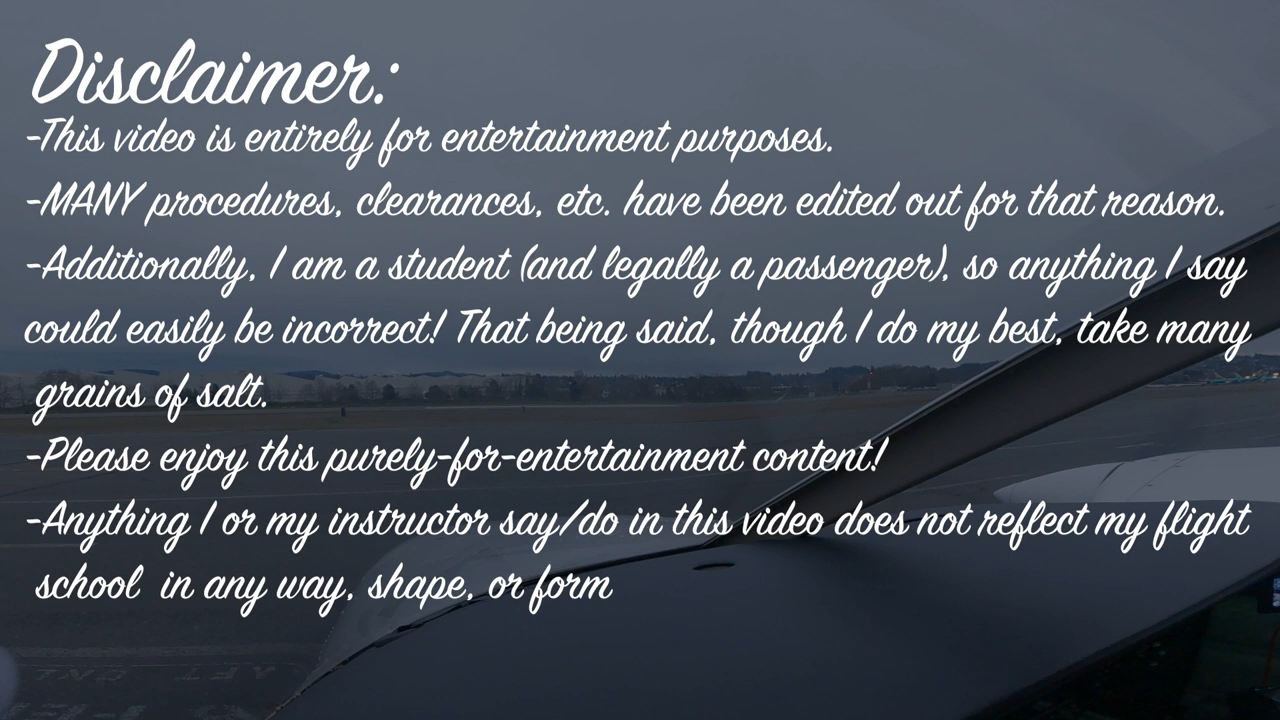 Disclaimer:
-This video is entirely for entertainment purposes.
-MANY procedures, clearances, etc. have been edited out for that reason.
-Additionally, I am a student (and legally a passenger), so anything I say
could easily be incorrect! That being said, though I do my best, take many
grains of salt.
-Please enjoy this purely-for-entertainment content!
-Anything I or my instructor say/do in this video does not reflect my flight
school in any way, shape, or form